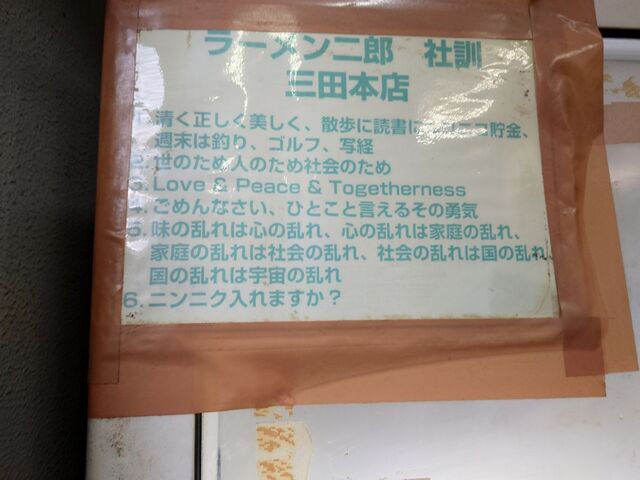 ラーメン二郎　社訓
三田本店
1. 清く正しく美しく、散歩に読書にニコニコ貯金、
週末は釣り、ゴルフ、写経
2. 世のため人のため社会のため
3. Love & Peace & Togetherness
4. ごめんなさい、ひとこと言えるその勇気
5. 味の乱れは心の乱れ、心の乱れは家庭の乱れ、
家庭の乱れは社会の乱れ、社会の乱れは国の乱れ、
国の乱れは宇宙の乱れ
6. ニンニク入れますか？